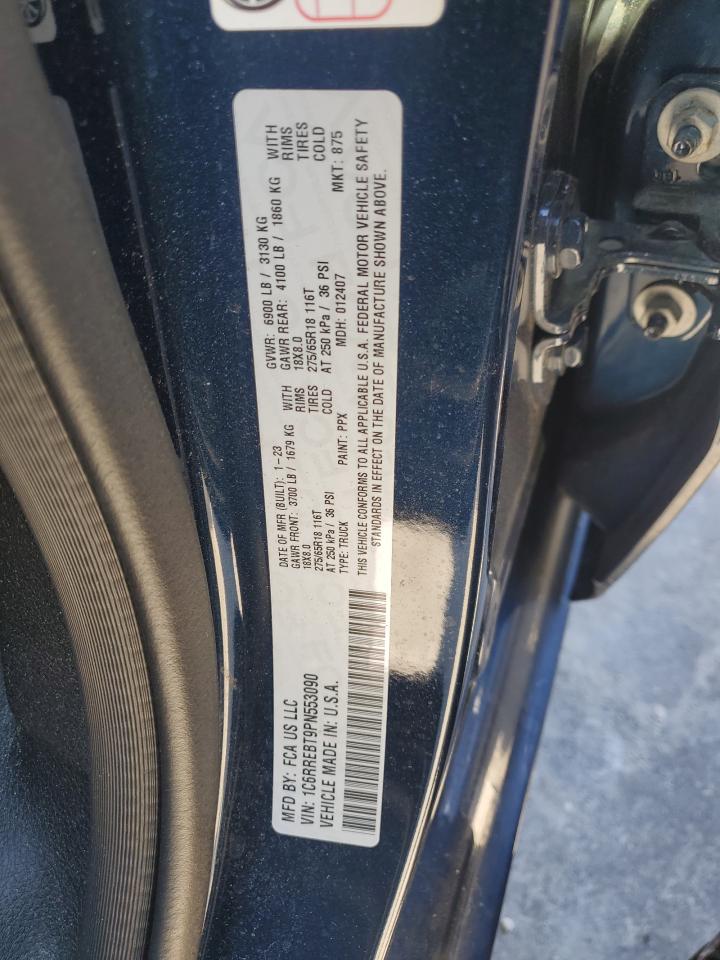 MFD BY: FCA US LLC
VIN: 1C6RREBT9PN553090
VEHICLE MADE IN: U.S.A.
DATE OF MFR (BUILT): 1-23
GAWR FRONT: 3700 LB / 1679 KG WITH
18X8.0 RIMS
275/65R18 116T TIRES
AT 250 kPa / 36 PSI COLD
GVWR: 6900 LB / 3130 KG
GAWR REAR: 4100 LB / 1860 KG WITH
18X8.0 RIMS
275/65R18 116T TIRES
AT 250 kPa / 36 PSI COLD
TYPE: TRUCK PAINT: PPX MDH: 012407 MKT: 875
THIS VEHICLE CONFORMS TO ALL APPLICABLE U.S.A. FEDERAL MOTOR VEHICLE SAFETY
STANDARDS IN EFFECT ON THE DATE OF MANUFACTURE SHOWN ABOVE.